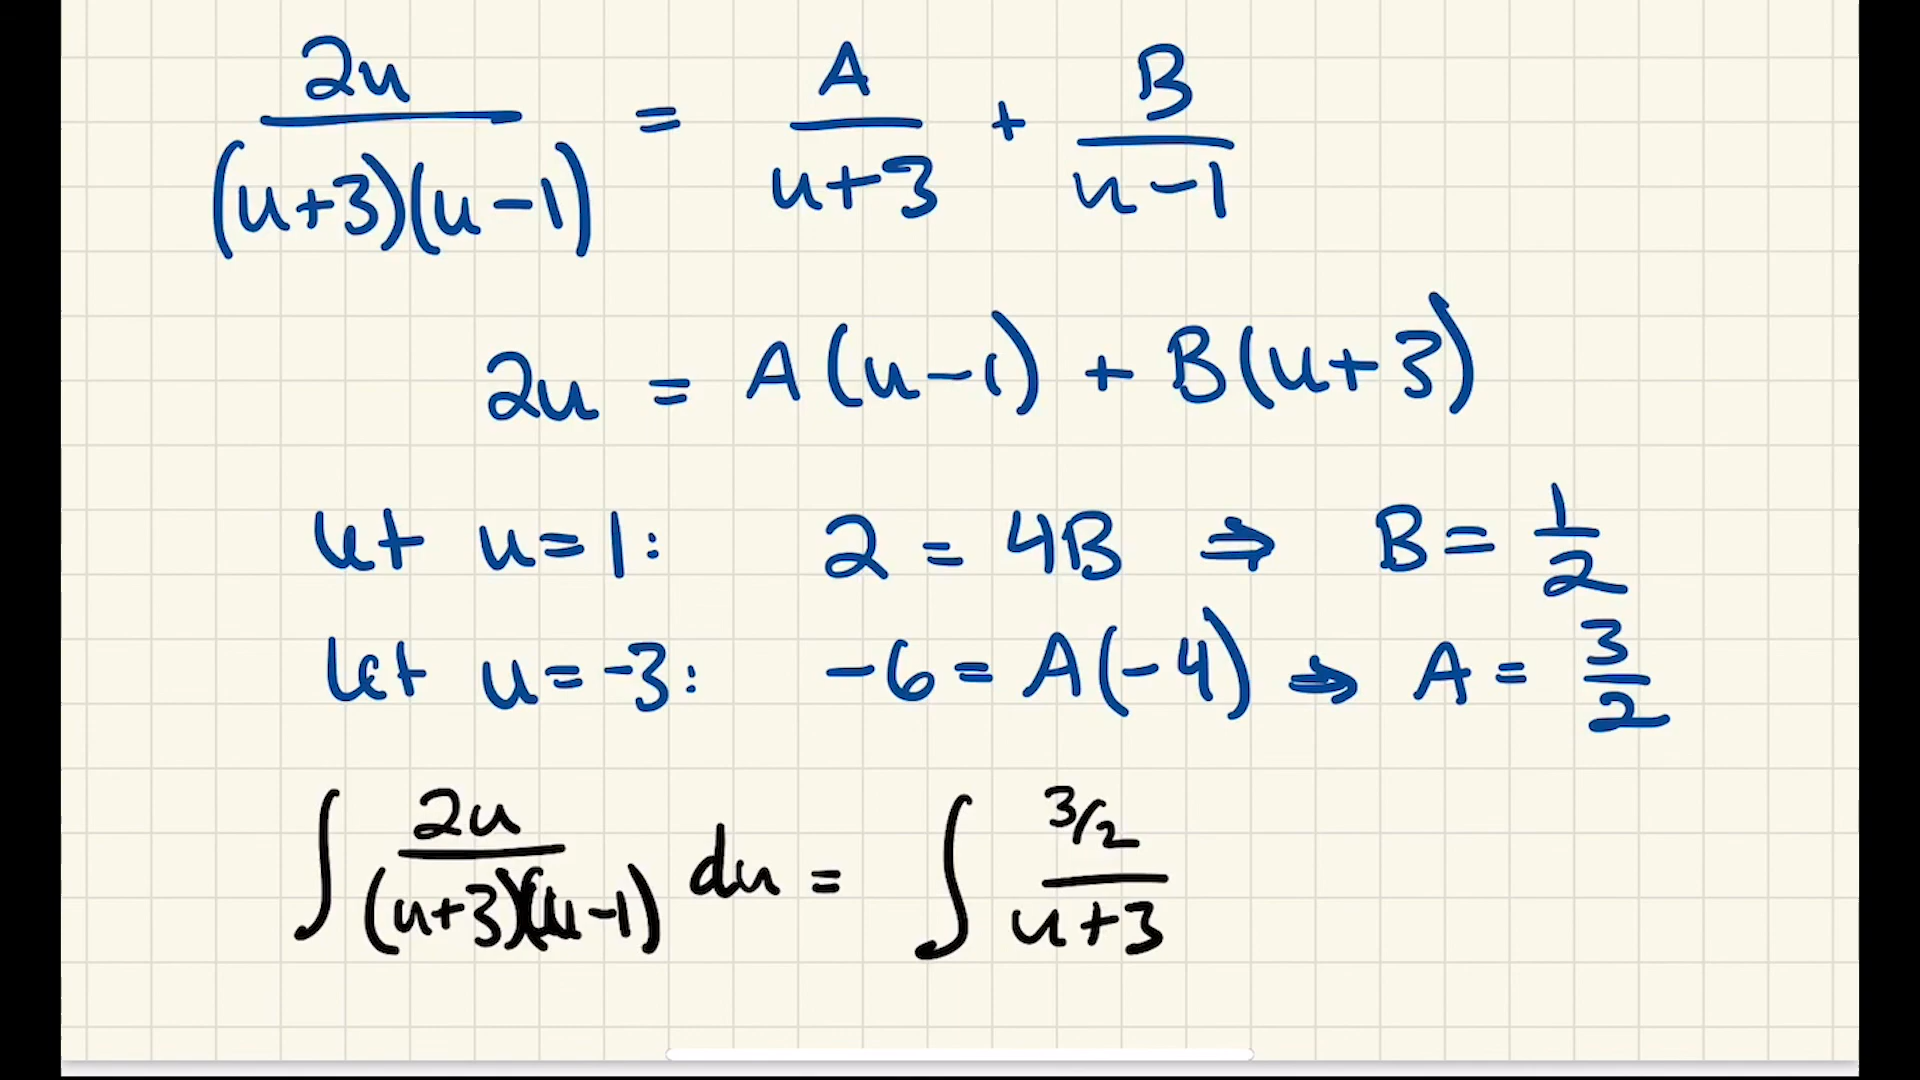 2u/((u+3)(u-1)) = A/(u+3) + B/(u-1)
2u = A(u-1) + B(u+3)
let u=1: 2 = 4B ⇒ B = 1/2
let u=-3: -6 = A(-4) ⇒ A = 3/2
∫ 2u/((u+3)(u-1)) du = ∫ (3/2)/(u+3)